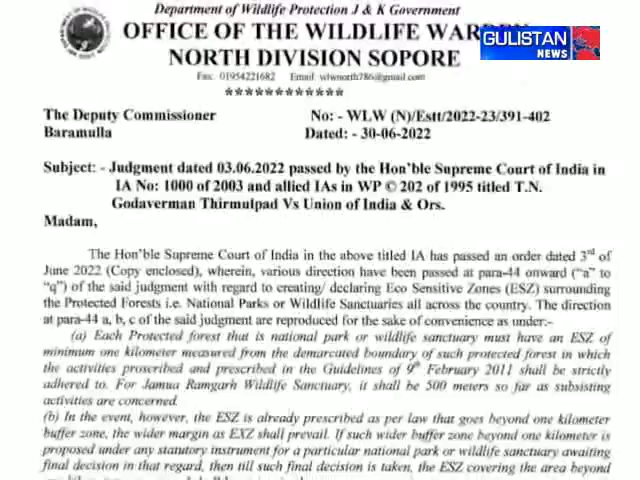 Department of Wildlife Protection J & K Government
OFFICE OF THE WILDLIFE WARDEN
NORTH DIVISION SOPORE
GULISTAN
NEWS
Fax: 01954221682 Email wlwnorth786@gmail.com
************
The Deputy Commissioner No: - WLW (N)/Estt/2022-23/391-402
Baramulla Dated: - 30-06-2022
Subject: - Judgment dated 03.06.2022 passed by the Hon'ble Supreme Court of India in
IA No: 1000 of 2003 and allied IAs in WP © 202 of 1995 titled T.N.
Godaverman Thirmulpad Vs Union of India & Ors.
Madam,
The Hon'ble Supreme Court of India in the above titled IA has passed an order dated 3rd of
June 2022 (Copy enclosed), wherein, various direction have been passed at para-44 onward ("a" to
"q") of the said judgment with regard to creating/ declaring Eco Sensitive Zones (ESZ) surrounding
the Protected Forests i.e. National Parks or Wildlife Sanctuaries all across the country. The direction
at para-44 a, b, c of the said judgment are reproduced for the sake of convenience as under:-
(a) Each Protected forest that is national park or wildlife sanctuary must have an ESZ of
minimum one kilometer measured from the demarcated boundary of such protected forest in which
the activities proscribed and prescribed in the Guidelines of 9th February 2011 shall be strictly
adhered to. For Jamua Ramgarh Wildlife Sanctuary, it shall be 500 meters so far as subsisting
activities are concerned.
(b) In the event, however, the ESZ is already prescribed as per law that goes beyond one kilometer
buffer zone, the wider margin as EXZ shall prevail. If such wider buffer zone beyond one kilometer is
proposed under any statutory instrument for a particular national park or wildlife sanctuary awaiting
final decision in that regard, then till such final decision is taken, the ESZ covering the area beyond